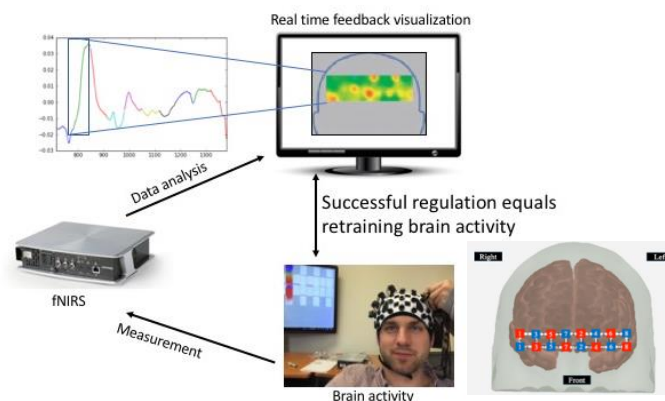 Real time feedback visualization
0.04
0.03
0.02
0.01
0.00
-0.01
-0.02
-0.03
800
900
1000
1100
1200
1300
Data analysis
Successful regulation equals
retraining brain activity
fNIRS
Measurement
Right
Left
Front
Brain activity